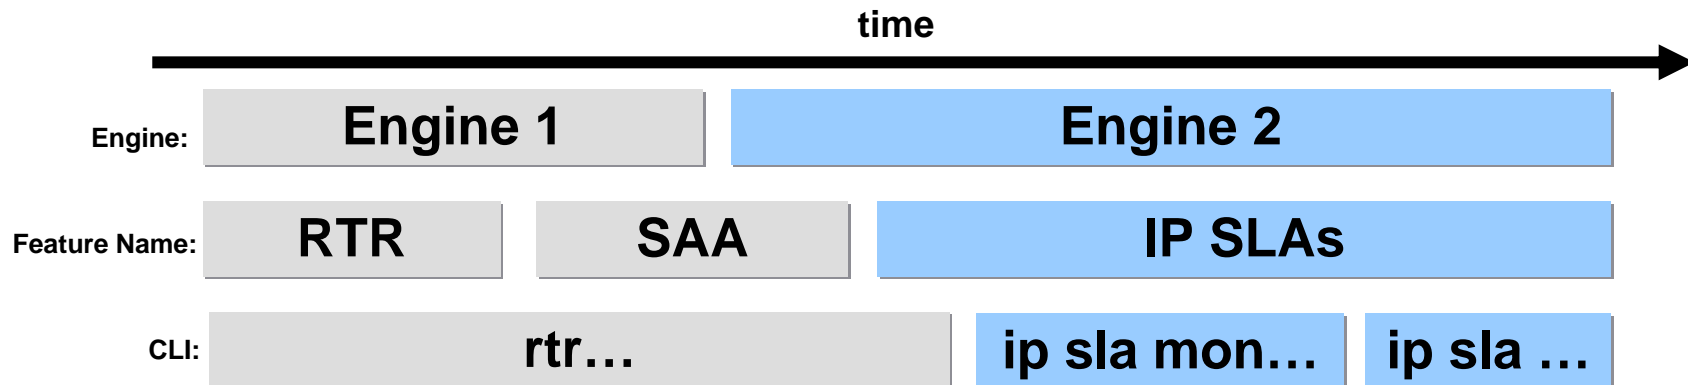 time
Engine: Engine 1 Engine 2
Feature Name: RTR SAA IP SLAs
CLI: rtr… ip sla mon… ip sla …